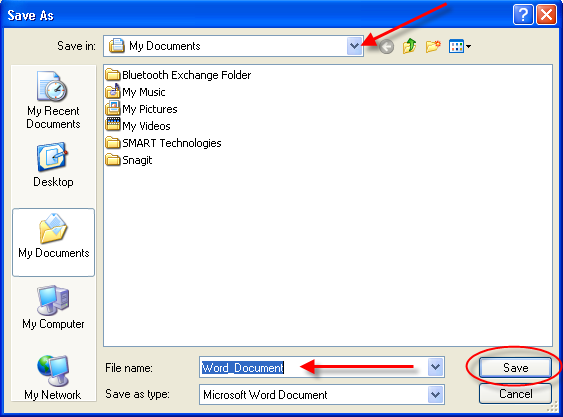 Save As
Save in:
My Documents
Bluetooth Exchange Folder
My Music
My Pictures
My Videos
SMART Technologies
Snagit
My Recent
Documents
Desktop
My Documents
My Computer
My Network
File name:
Word_Document
Save
Save as type:
Microsoft Word Document
Cancel